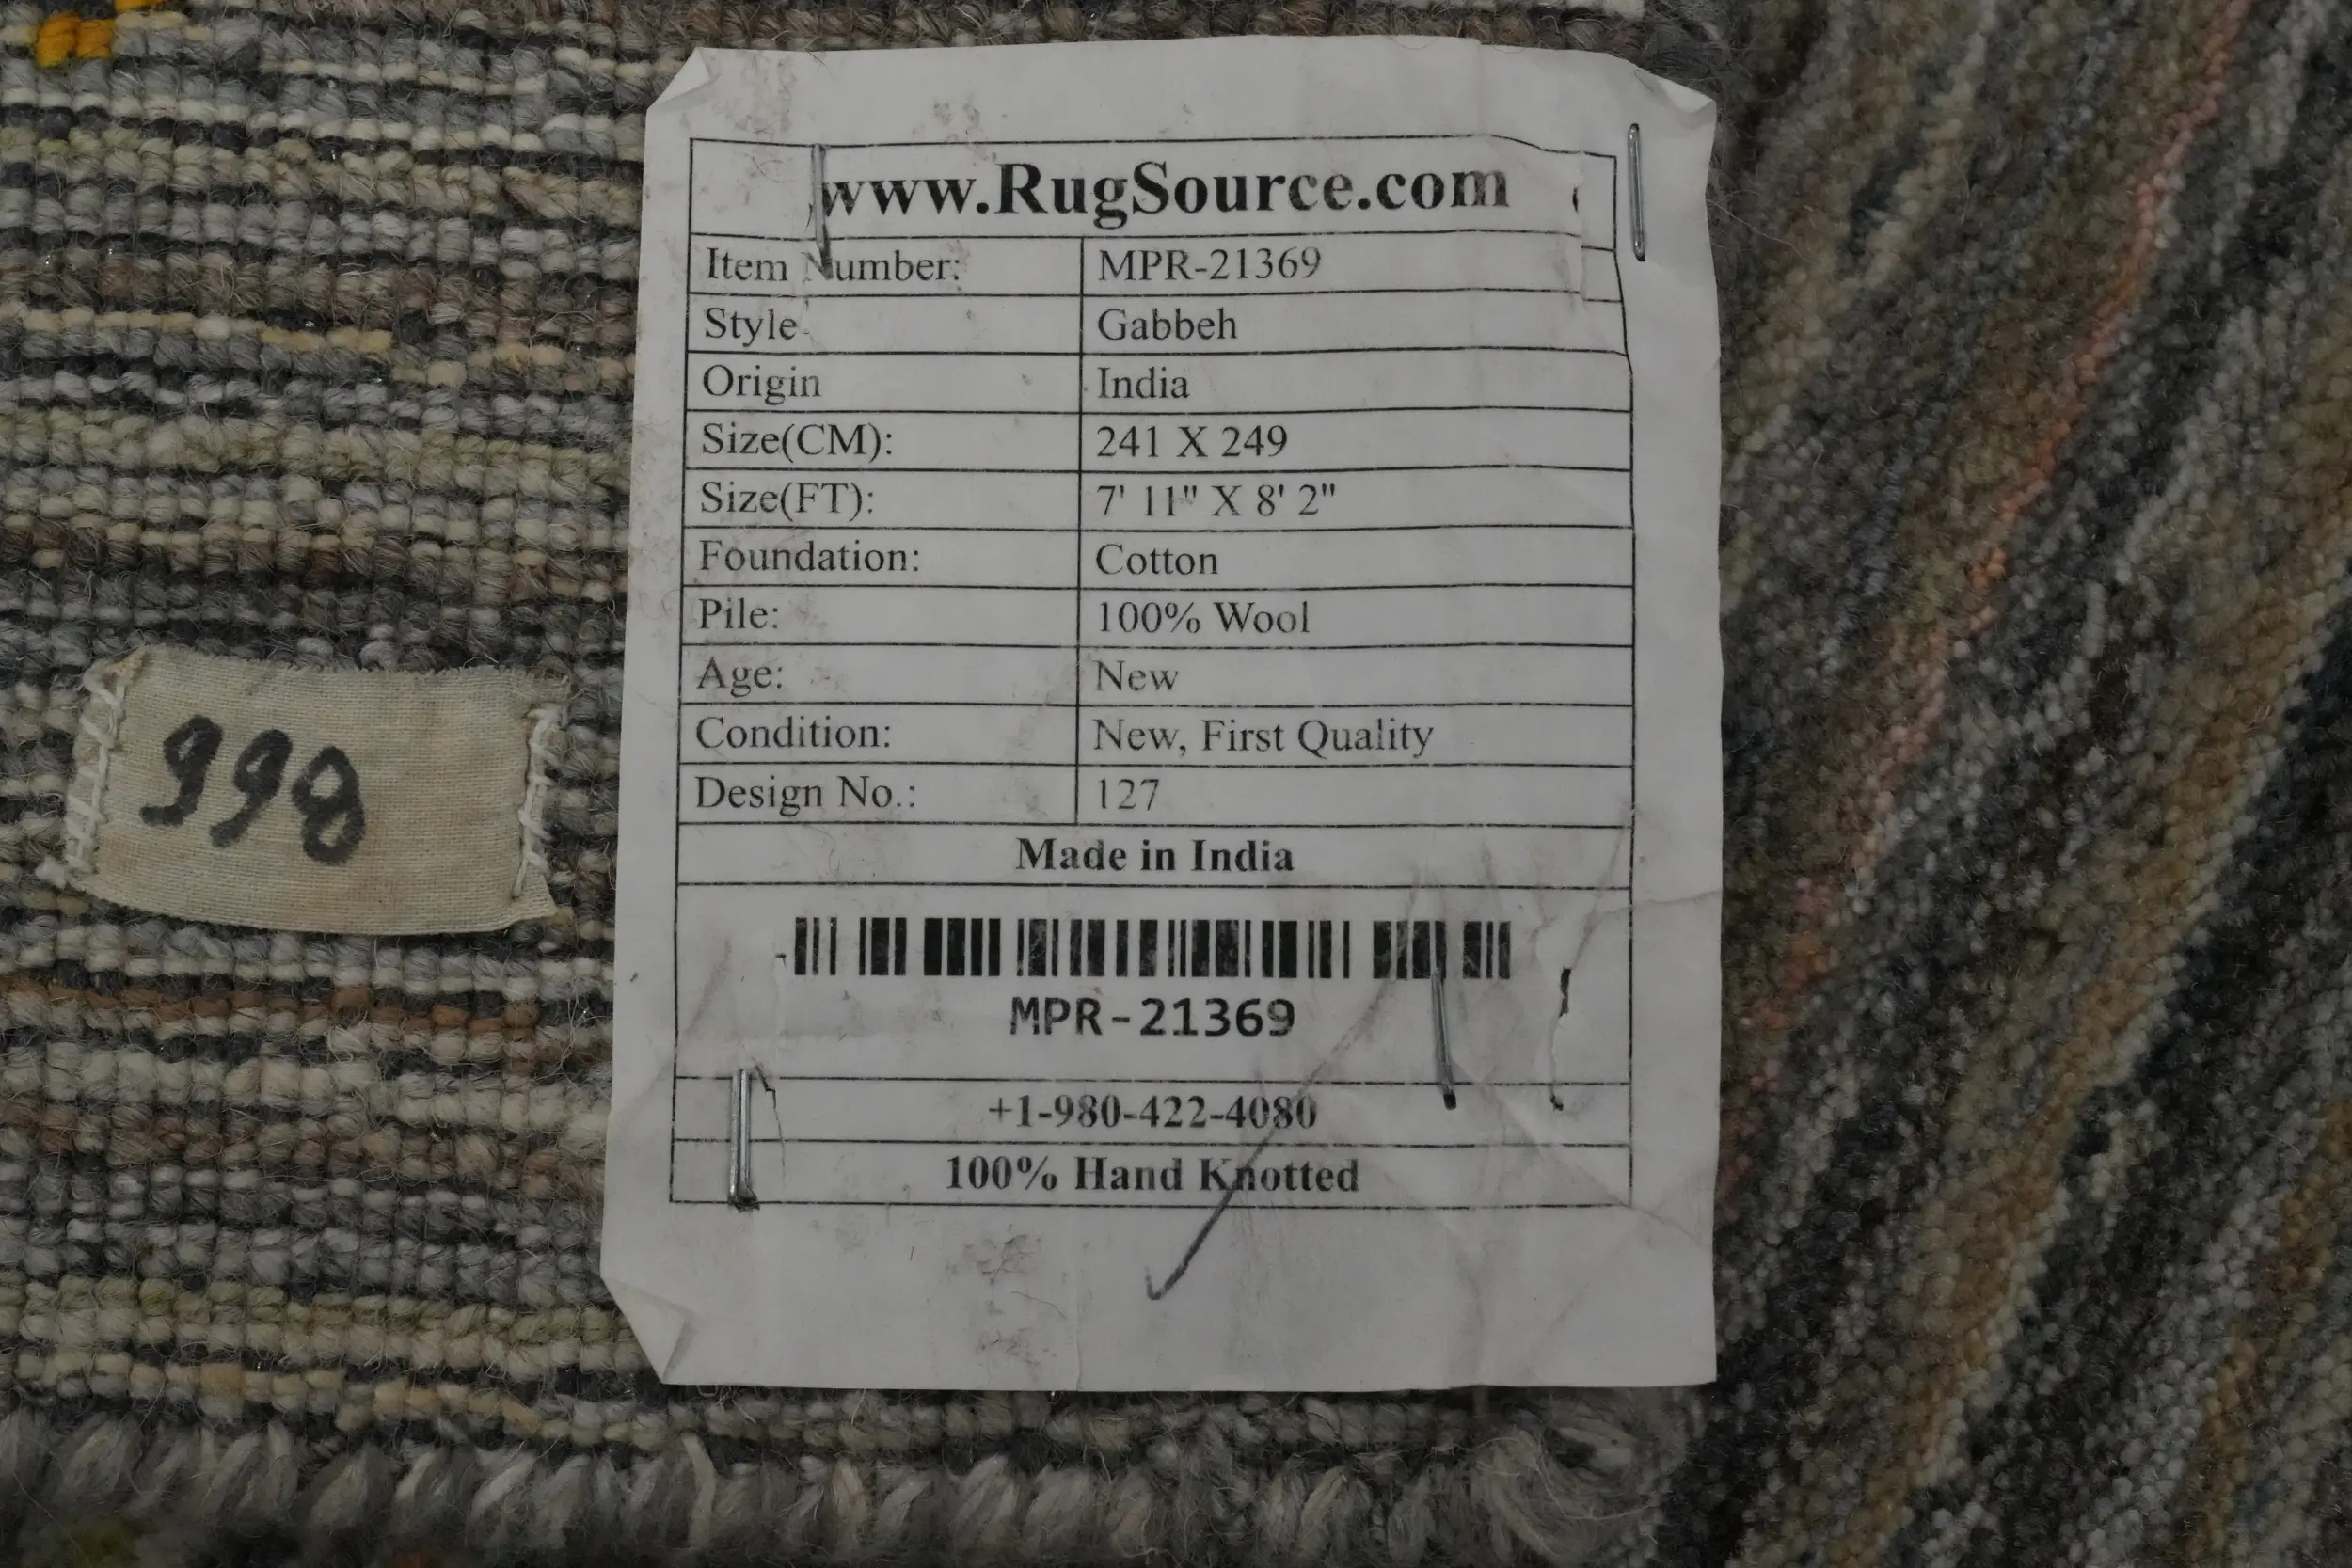 www.RugSource.com
Item Number: MPR-21369
Style Gabbeh
Origin India
Size(CM): 241 X 249
Size(FT): 7' 11" X 8' 2"
Foundation: Cotton
Pile: 100% Wool
Age: New
Condition: New, First Quality
Design No.: 127
Made in India
MPR-21369
+1-980-422-4080
100% Hand Knotted
998